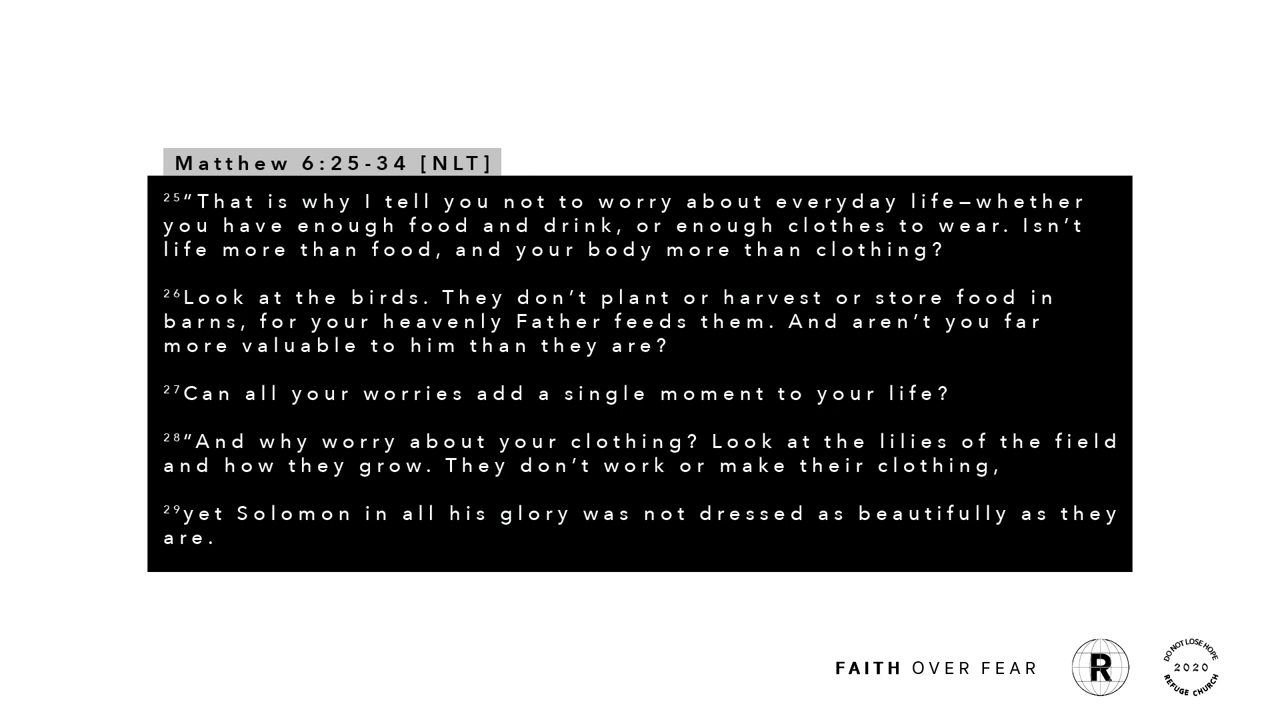 Matthew 6:25-34 [NLT]
25“That is why I tell you not to worry about everyday life—whether
you have enough food and drink, or enough clothes to wear. Isn’t
life more than food, and your body more than clothing?
26Look at the birds. They don’t plant or harvest or store food in
barns, for your heavenly Father feeds them. And aren’t you far
more valuable to him than they are?
27Can all your worries add a single moment to your life?
28“And why worry about your clothing? Look at the lilies of the field
and how they grow. They don’t work or make their clothing,
29yet Solomon in all his glory was not dressed as beautifully as they
are.
FAITH OVER FEAR
R
DO NOT LOSE HOPE
2020
REFUGE CHURCH